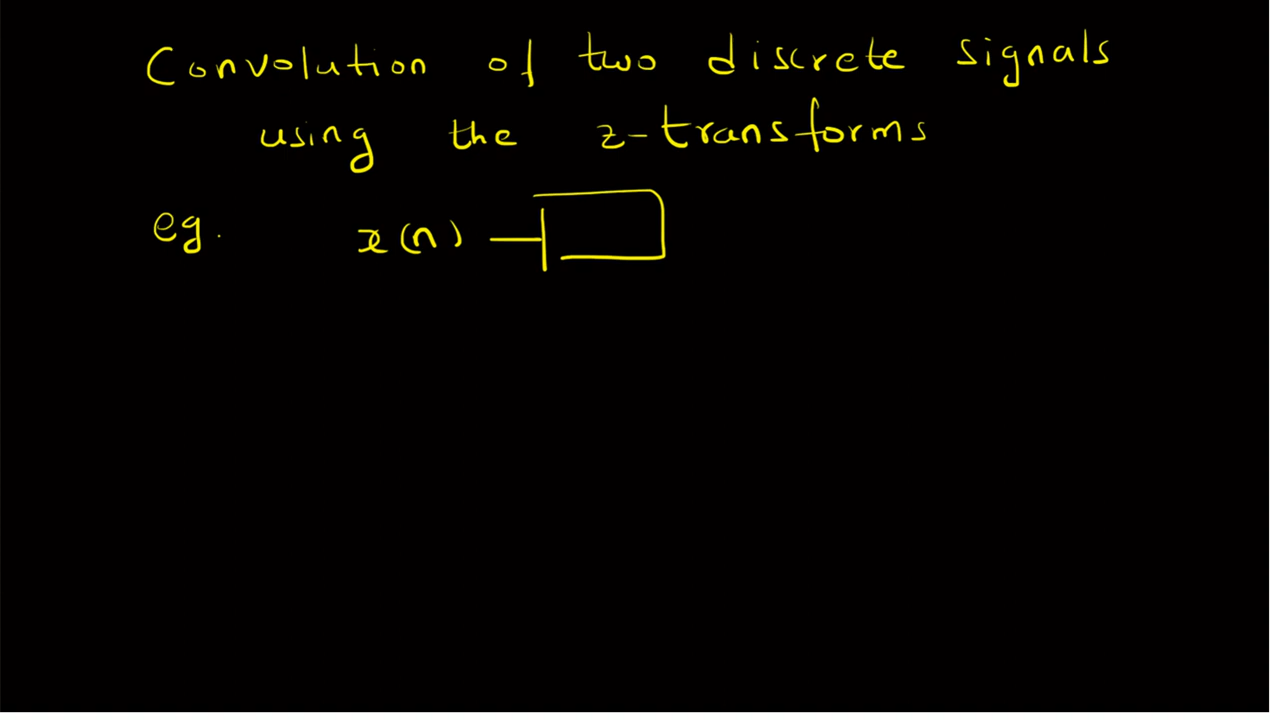 Convolution of two discrete signals
using the z-transforms
eg. x(n)